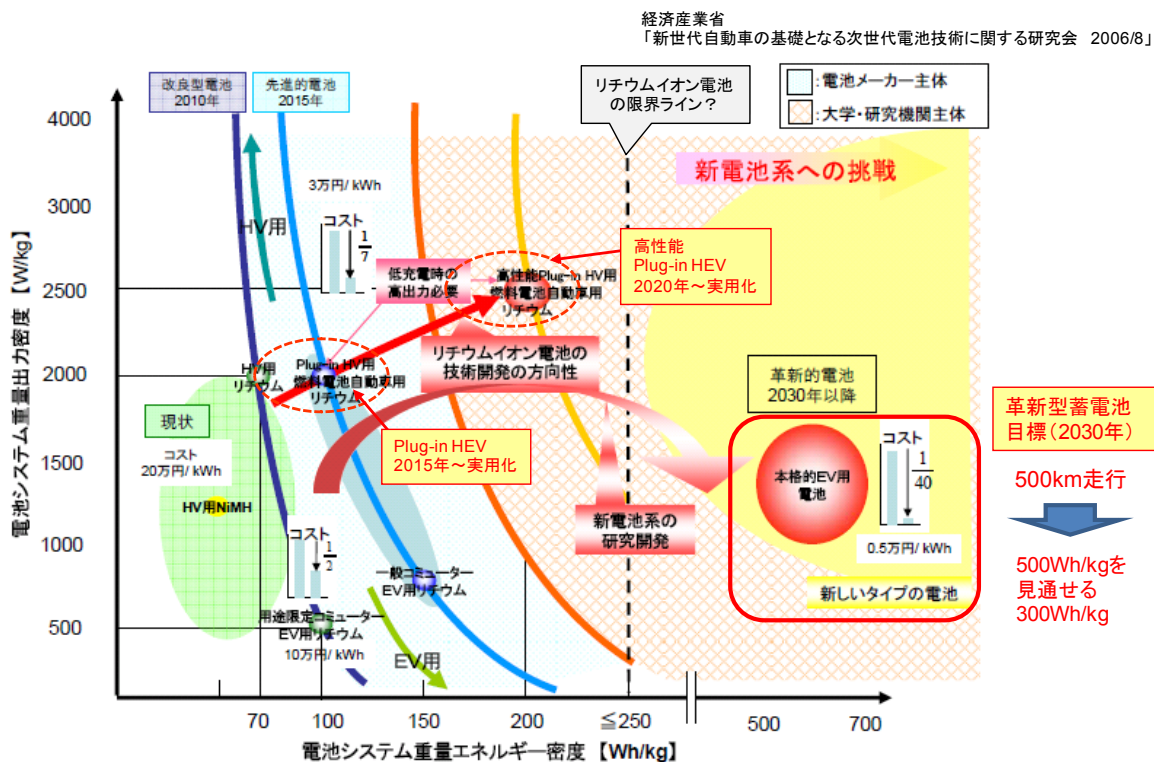 経済産業省
「新世代自動車の基礎となる次世代電池技術に関する研究会　2006/8」
改良型電池
2010年
先進的電池
2015年
リチウムイオン電池
の限界ライン？
:電池メーカー主体
:大学・研究機関主体
電池システム重量出力密度 【W/kg】
4000
3000
2500
2000
1500
1000
500
新電池系への挑戦
3万円/ kWh
HV用
コスト
1
7
低充電時の
高出力必要
高性能Plug-in HV用
燃料電池自動車用
リチウム
高性能
Plug-in HEV
2020年～実用化
リチウムイオン電池の
技術開発の方向性
HV用
リチウム
Plug-in HV用
燃料電池自動車用
リチウム
革新的電池
2030年以降
現状
コスト
20万円/ kWh
Plug-in HEV
2015年～実用化
革新型蓄電池
目標（2030年）
本格的EV用
電池
コスト
1
40
0.5万円/ kWh
500km走行
HV用NiMH
新電池系の
研究開発
コスト
1
2
一般コミューター
EV用リチウム
新しいタイプの電池
500Wh/kgを
見通せる
300Wh/kg
用途限定コミューター
EV用リチウム
10万円/ kWh
EV用
70
100
150
200
≦250
500
700
電池システム重量エネルギー密度 【Wh/kg】